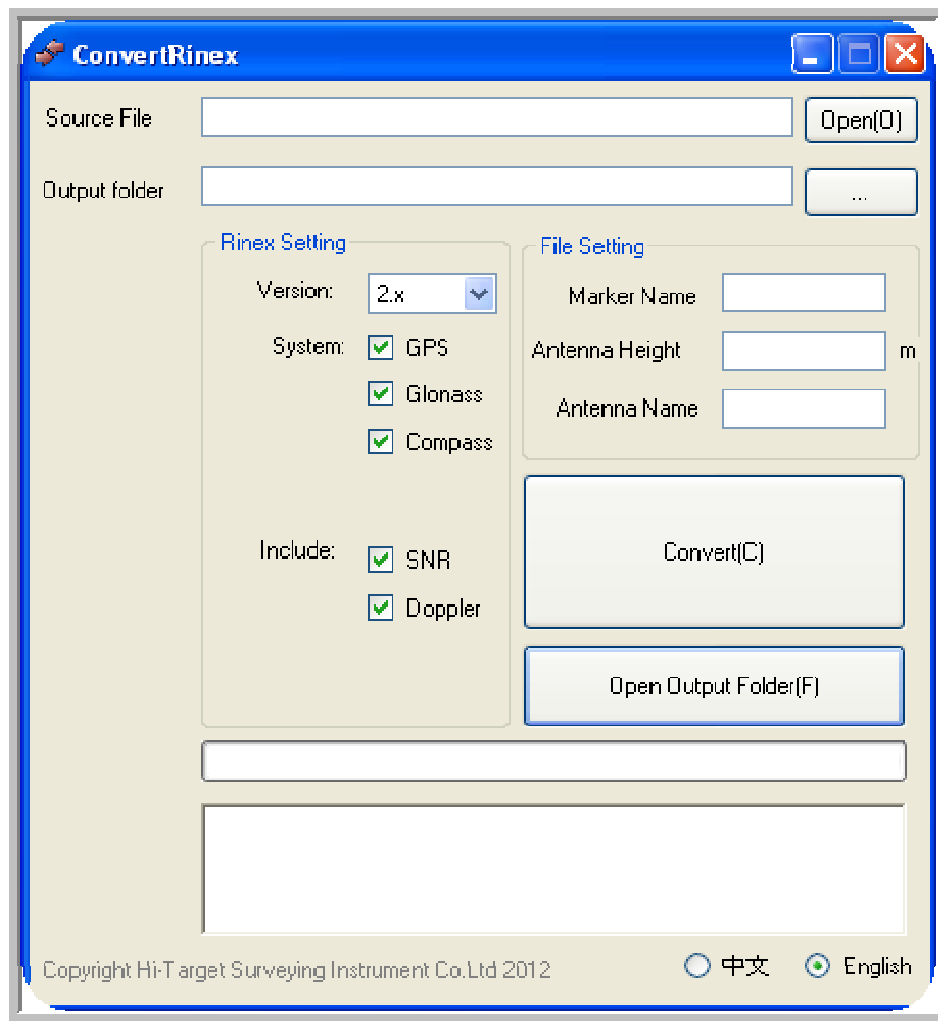 ConvertRinex
Source File
Open(O)
Output folder
...
Rinex Setting
Version:
2.x
System:
GPS
Glonass
Compass
Include:
SNR
Doppler
File Setting
Marker Name
Antenna Height
m
Antenna Name
Convert(C)
Open Output Folder(F)
Copyright Hi-Target Surveying Instrument Co.Ltd 2012
中文
English